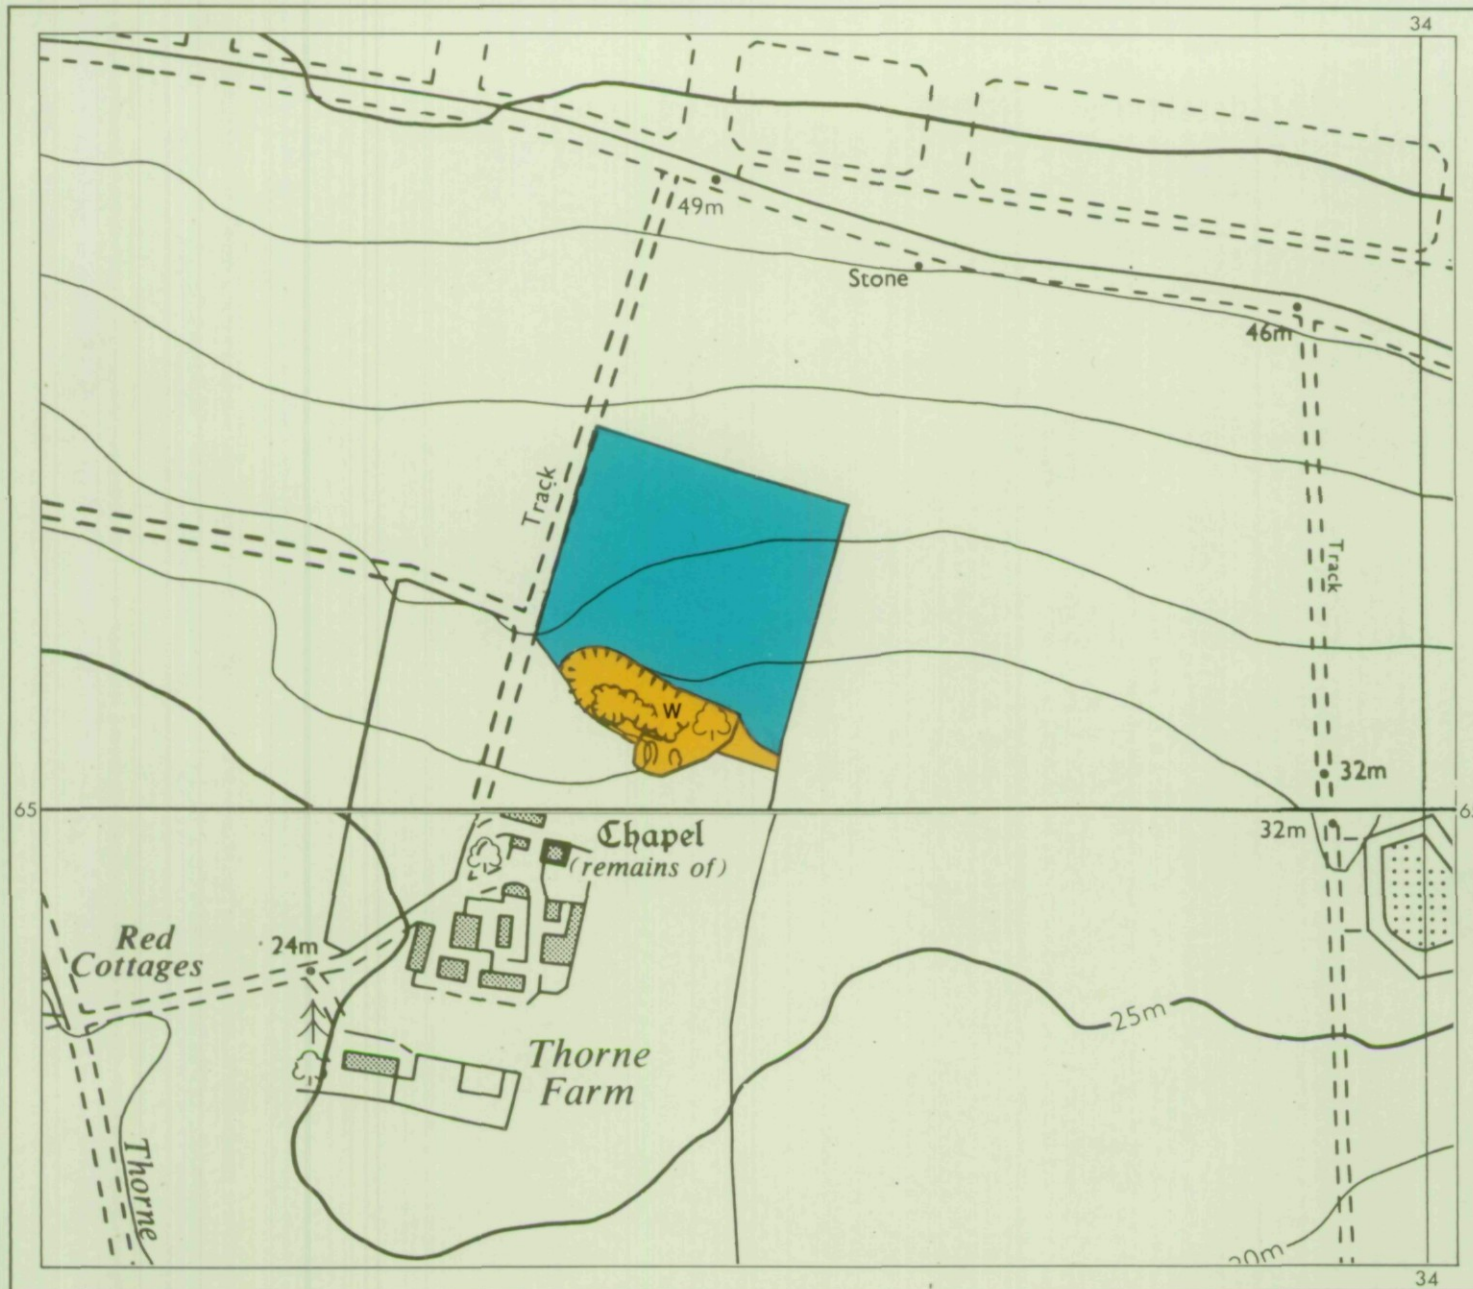 34
49m
Stone
46m
Track
Track
W
32m
65
Chapel
(remains of)
32m
Red
Cottages
24m
25m
Thorne
Farm
Thorne
34